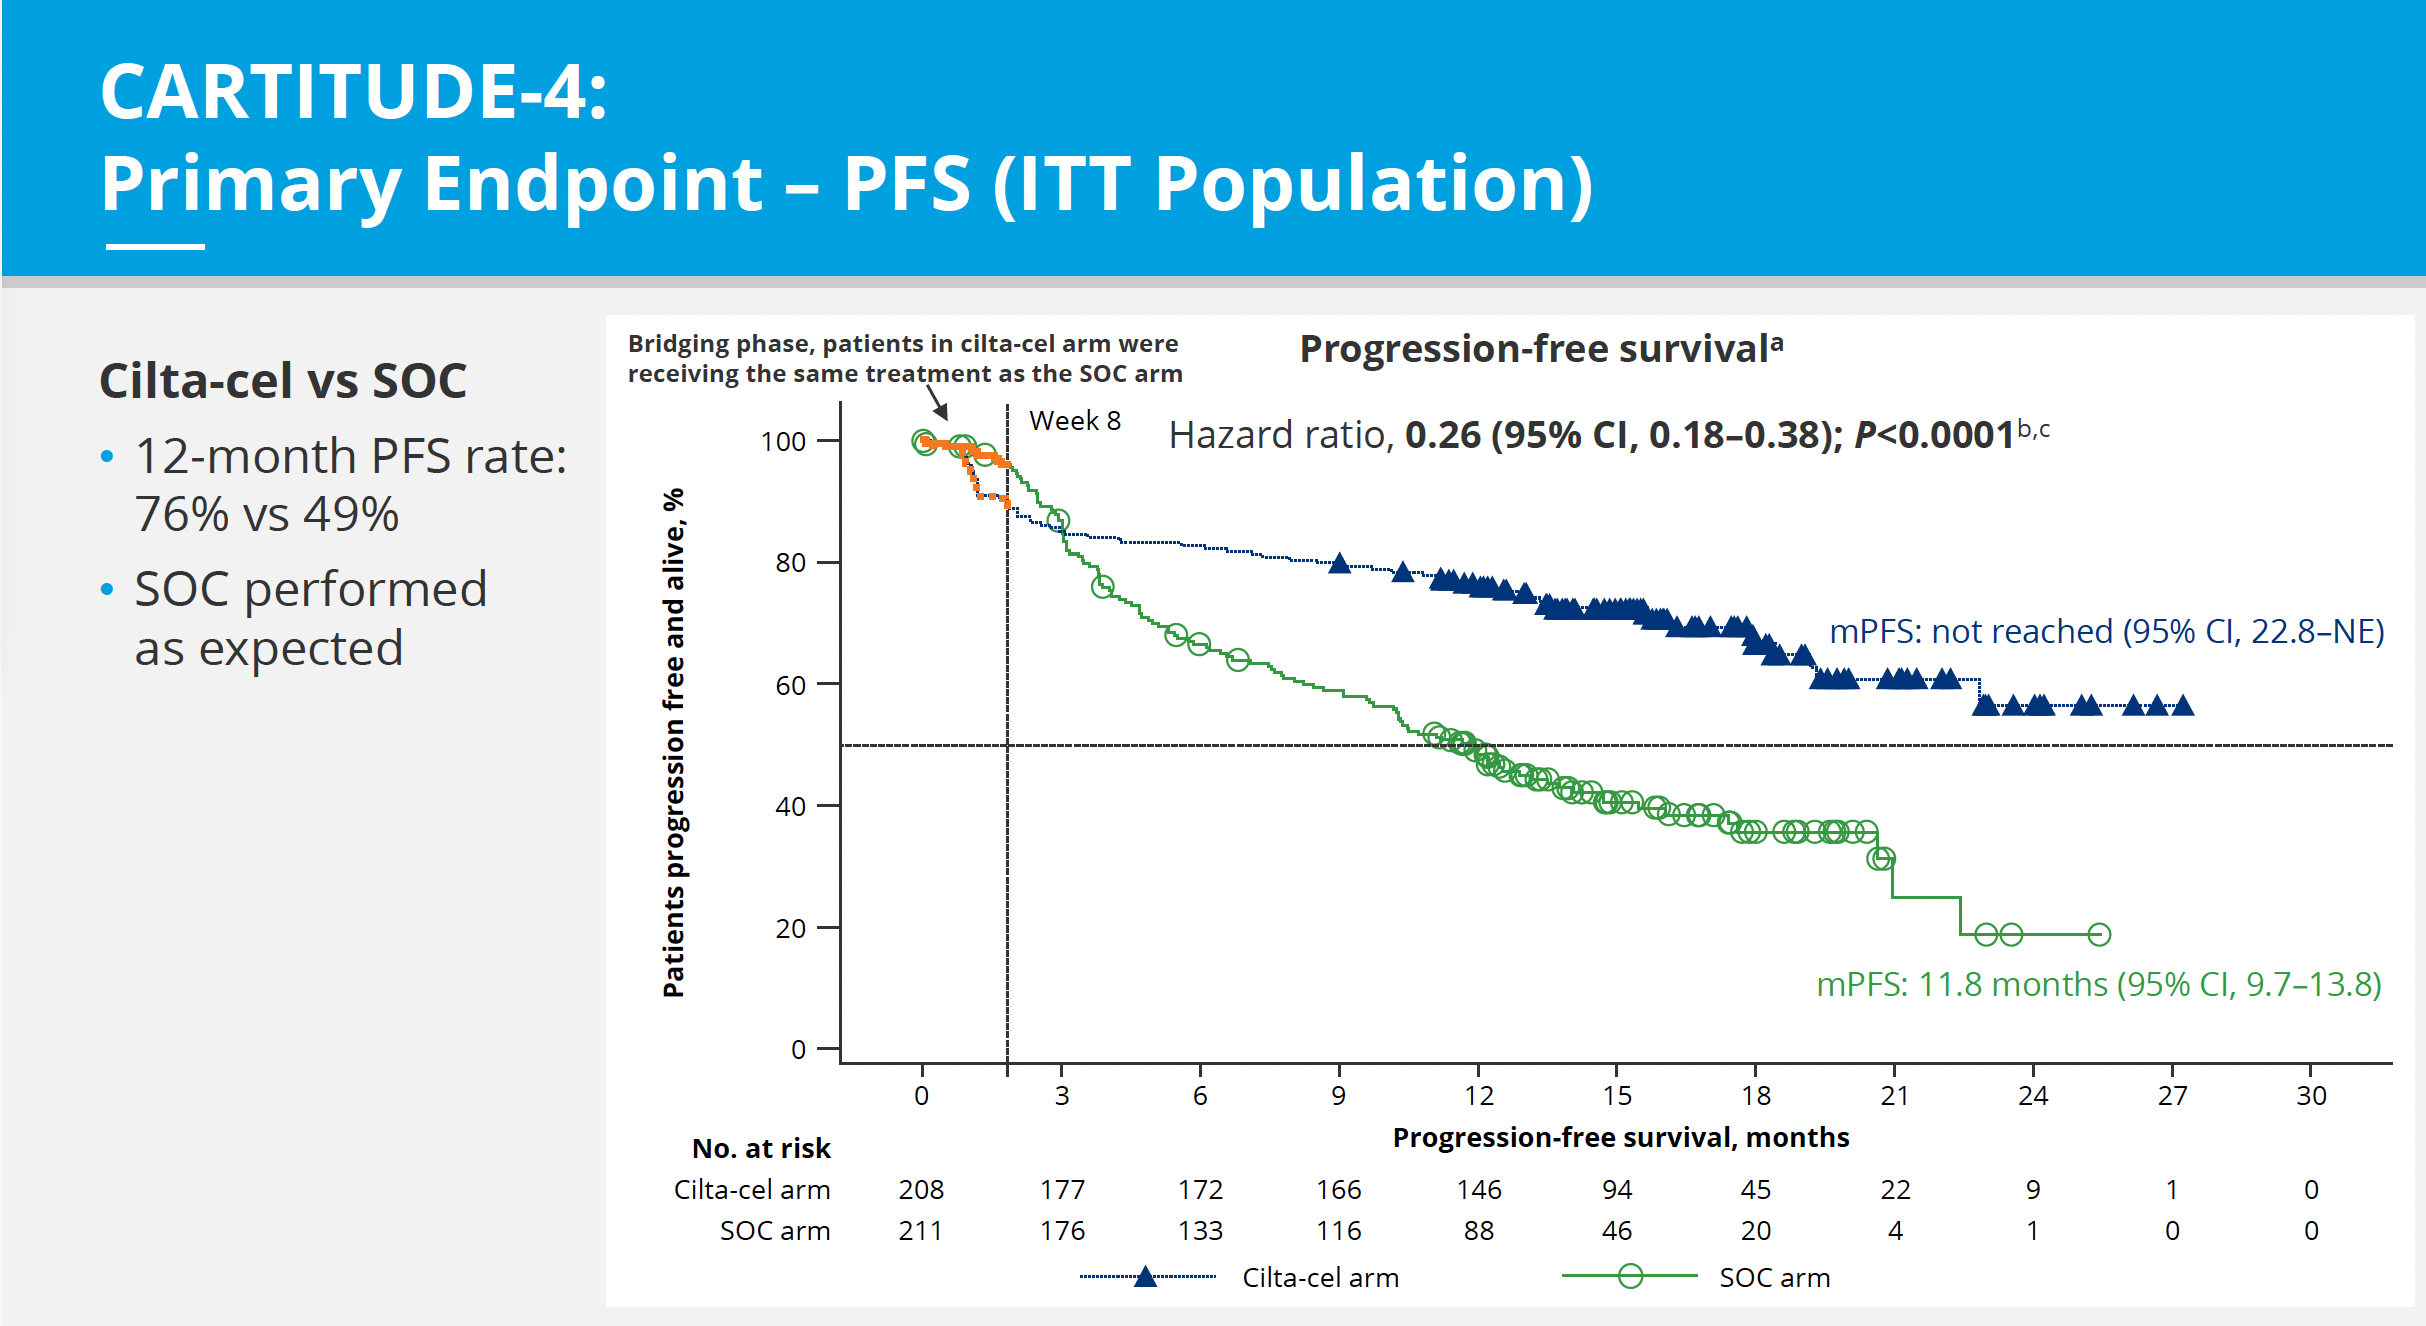 CARTITUDE-4:
Primary Endpoint – PFS (ITT Population)
Cilta-cel vs SOC
• 12-month PFS rate:
76% vs 49%
• SOC performed
as expected
Bridging phase, patients in cilta-cel arm were
receiving the same treatment as the SOC arm
Progression-free survivalᵃ
Week 8
Hazard ratio, 0.26 (95% CI, 0.18–0.38); P<0.0001ᵇ,ᶜ
Patients progression free and alive, %
100
80
60
40
20
0
mPFS: not reached (95% CI, 22.8–NE)
mPFS: 11.8 months (95% CI, 9.7–13.8)
0 3 6 9 12 15 18 21 24 27 30
Progression-free survival, months
No. at risk
Cilta-cel arm 208 177 172 166 146 94 45 22 9 1 0
SOC arm 211 176 133 116 88 46 20 4 1 0 0
Cilta-cel arm SOC arm